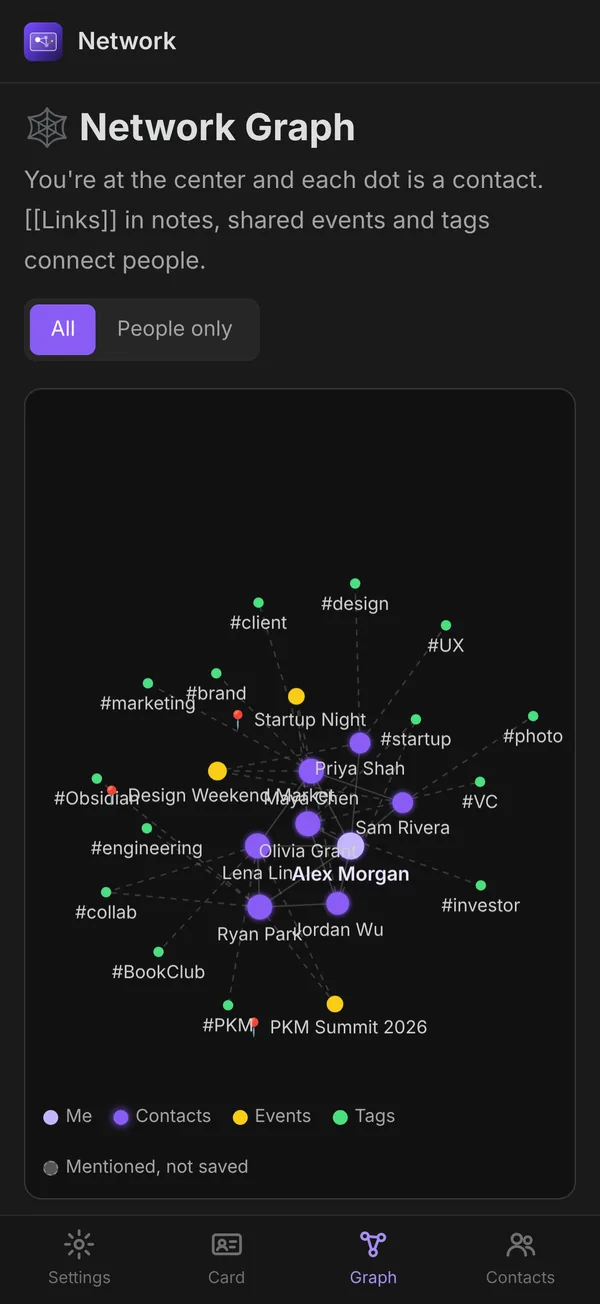 Network
Network Graph
You're at the center and each dot is a contact.
[[Links]] in notes, shared events and tags
connect people.
All
People only
#design
#client
#UX
#brand
#marketing
Startup Night
#startup
#photo
Priya Shah
#Obsidian
Design Weekend Market
Maya Chen
#VC
Sam Rivera
#engineering
Olivia Grant
Lena Lin
Alex Morgan
#investor
#collab
Ryan Park
Jordan Wu
#BookClub
#PKM
PKM Summit 2026
Me
Contacts
Events
Tags
Mentioned, not saved
Settings
Card
Graph
Contacts